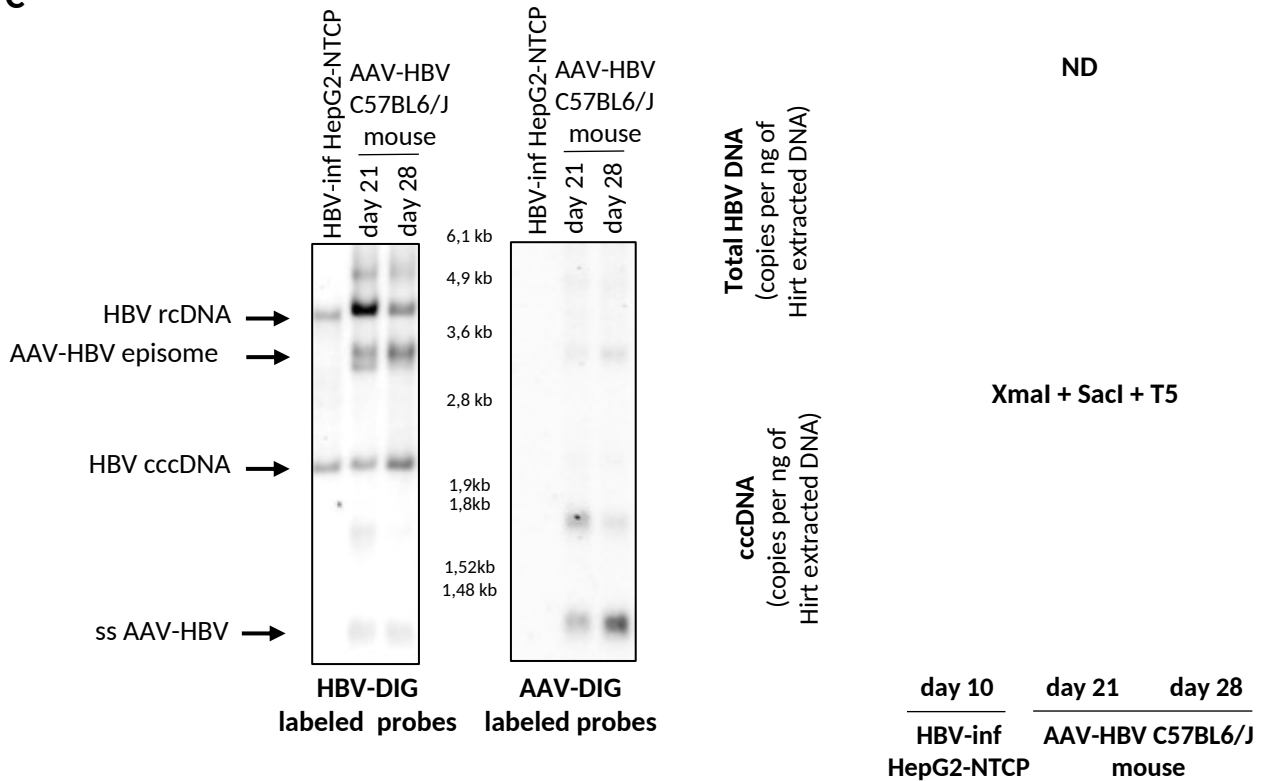 C
HBV-inf HepG2-NTCP
AAV-HBV
C57BL6/J
mouse
day 21
day 28
HBV-inf HepG2-NTCP
AAV-HBV
C57BL6/J
mouse
day 21
day 28
HBV rcDNA
AAV-HBV episome
HBV cccDNA
ss AAV-HBV
6,1 kb
4,9 kb
3,6 kb
2,8 kb
1,9kb
1,8kb
1,52kb
1,48 kb
HBV-DIG
labeled probes
AAV-DIG
labeled probes
Total HBV DNA
(copies per ng of
Hirt extracted DNA)
ND
cccDNA
(copies per ng of
Hirt extracted DNA)
XmaI + SacI + T5
day 10
day 21
day 28
HBV-inf
HepG2-NTCP
AAV-HBV C57BL6/J
mouse